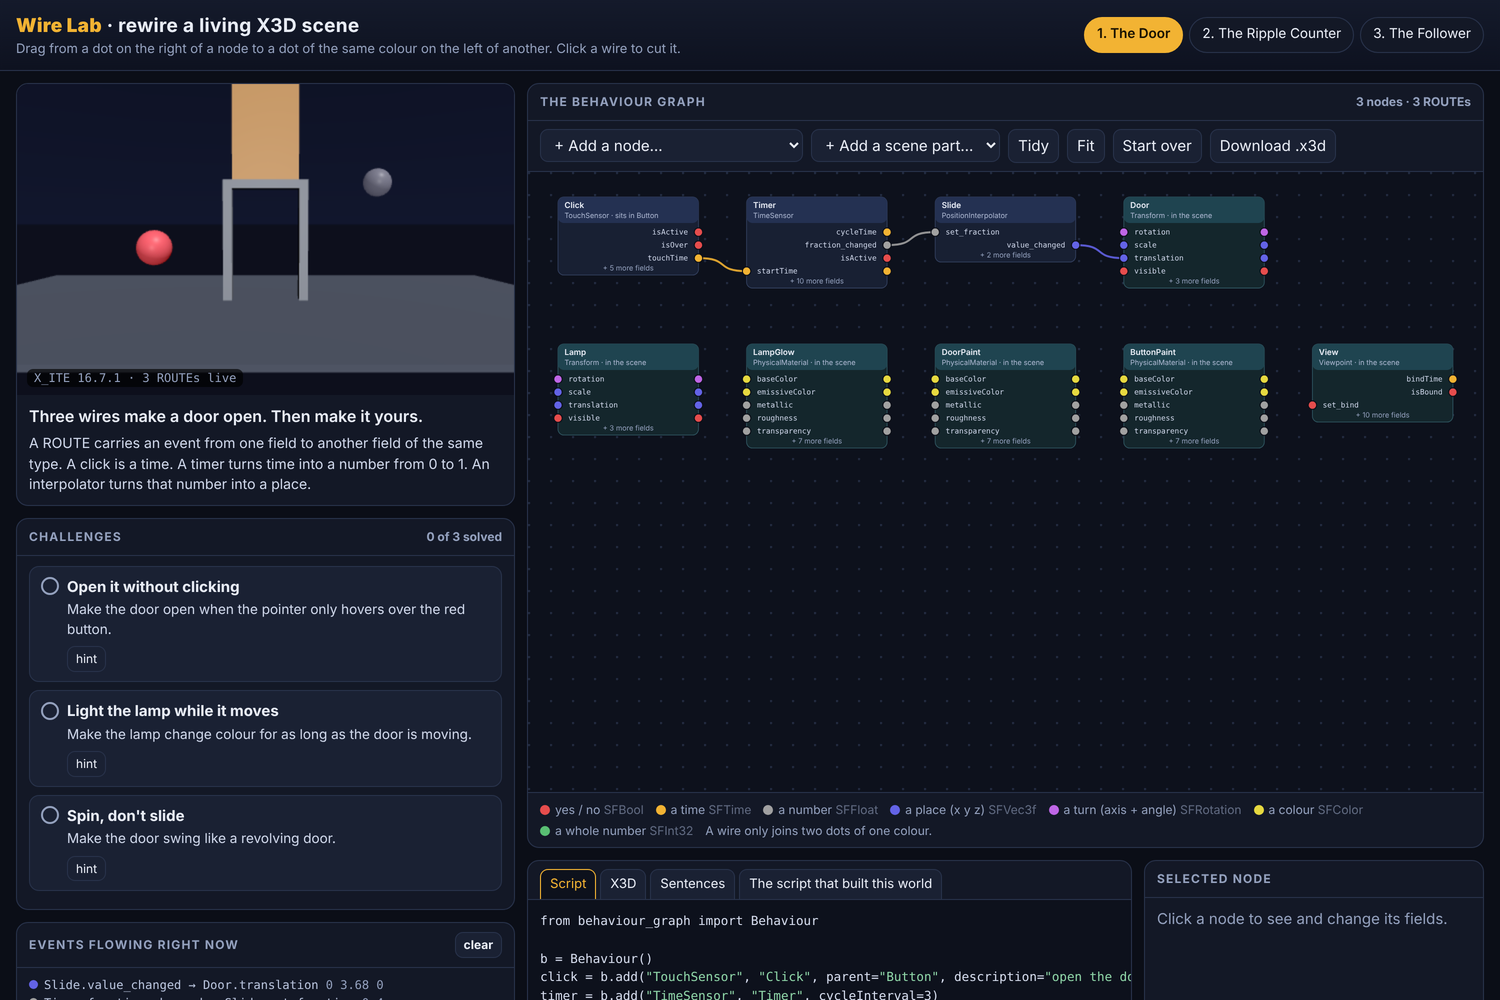 Wire Lab · rewire a living X3D scene
Drag from a dot on the right of a node to a dot of the same colour on the left of another. Click a wire to cut it.
1. The Door
2. The Ripple Counter
3. The Follower
X_ITE 16.7.1 · 3 ROUTEs live
Three wires make a door open. Then make it yours.
A ROUTE carries an event from one field to another field of the same
type. A click is a time. A timer turns time into a number from 0 to 1. An
interpolator turns that number into a place.
CHALLENGES
0 of 3 solved
Open it without clicking
Make the door open when the pointer only hovers over the red
button.
hint
Light the lamp while it moves
Make the lamp change colour for as long as the door is moving.
hint
Spin, don't slide
Make the door swing like a revolving door.
hint
EVENTS FLOWING RIGHT NOW
clear
Slide.value_changed → Door.translation 0 3.68 0
THE BEHAVIOUR GRAPH
3 nodes · 3 ROUTEs
+ Add a node...
+ Add a scene part...
Tidy
Fit
Start over
Download .x3d
Click
TouchSensor · sits in Button
isActive
isOver
touchTime
+ 5 more fields
Timer
TimeSensor
cycleTime
fraction_changed
isActive
startTime
+ 10 more fields
Slide
PositionInterpolator
set_fraction
value_changed
+ 2 more fields
Door
Transform · in the scene
rotation
scale
translation
visible
+ 3 more fields
Lamp
Transform · in the scene
rotation
scale
translation
visible
+ 3 more fields
LampGlow
PhysicalMaterial · in the scene
baseColor
emissiveColor
metallic
roughness
transparency
+ 7 more fields
DoorPaint
PhysicalMaterial · in the scene
baseColor
emissiveColor
metallic
roughness
transparency
+ 7 more fields
ButtonPaint
PhysicalMaterial · in the scene
baseColor
emissiveColor
metallic
roughness
transparency
+ 7 more fields
View
Viewpoint · in the scene
bindTime
isBound
set_bind
+ 10 more fields
yes / no SFBool
a time SFTime
a number SFFloat
a place (x y z) SFVec3f
a turn (axis + angle) SFRotation
a colour SFColor
a whole number SFInt32
A wire only joins two dots of one colour.
Script
X3D
Sentences
The script that built this world
from behaviour_graph import Behaviour
b = Behaviour()
click = b.add("TouchSensor", "Click", parent="Button", description="open the do
timer = b.add("TimeSensor", "Timer", cycleInterval=3)
SELECTED NODE
Click a node to see and change its fields.